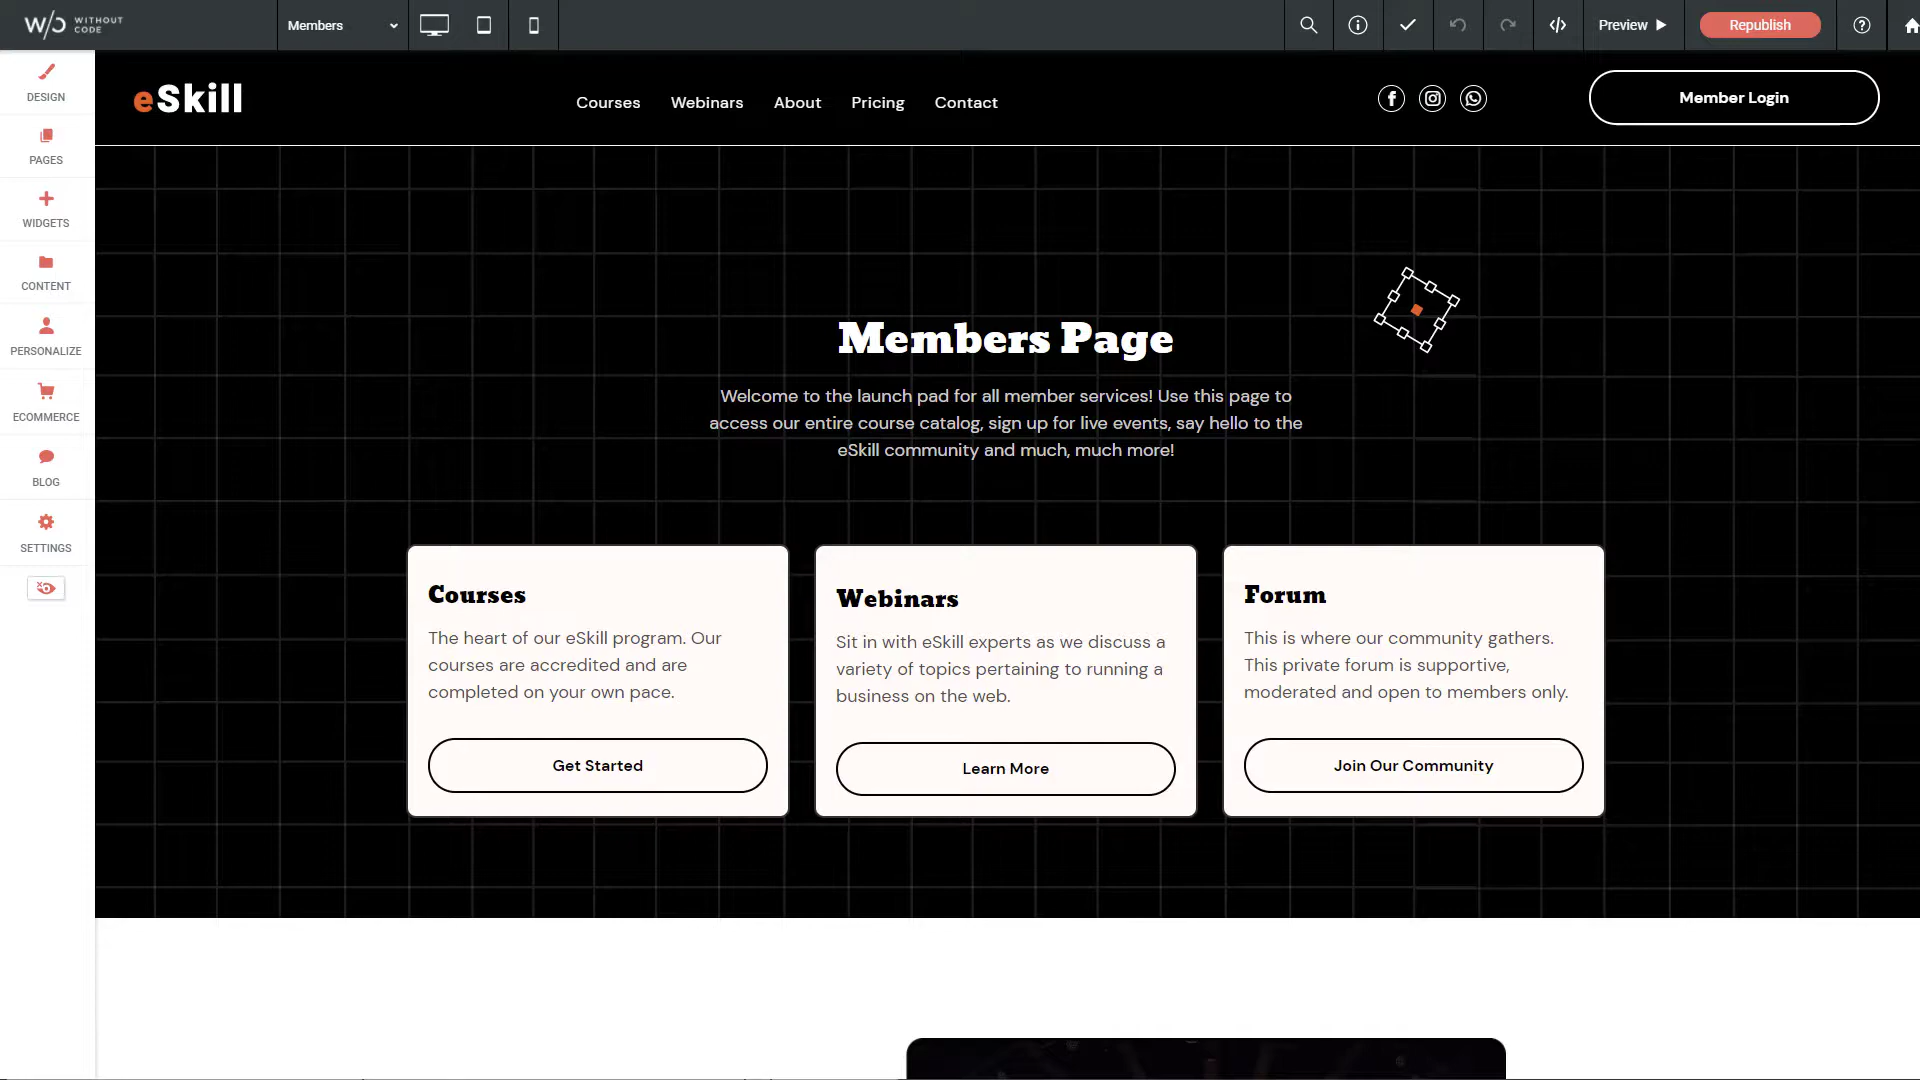 W/O WITHOUT
CODE
Members
Preview
Republish
DESIGN
PAGES
WIDGETS
CONTENT
PERSONALIZE
ECOMMERCE
BLOG
SETTINGS
eSkill
Courses Webinars About Pricing Contact
Member Login
Members Page
Welcome to the launch pad for all member services! Use this page to
access our entire course catalog, sign up for live events, say hello to the
eSkill community and much, much more!
Courses
The heart of our eSkill program. Our
courses are accredited and are
completed on your own pace.
Get Started
Webinars
Sit in with eSkill experts as we discuss a
variety of topics pertaining to running a
business on the web.
Learn More
Forum
This is where our community gathers.
This private forum is supportive,
moderated and open to members only.
Join Our Community